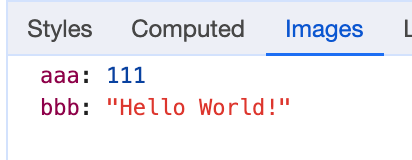 Styles Computed Images
aaa: 111
bbb: "Hello World!"